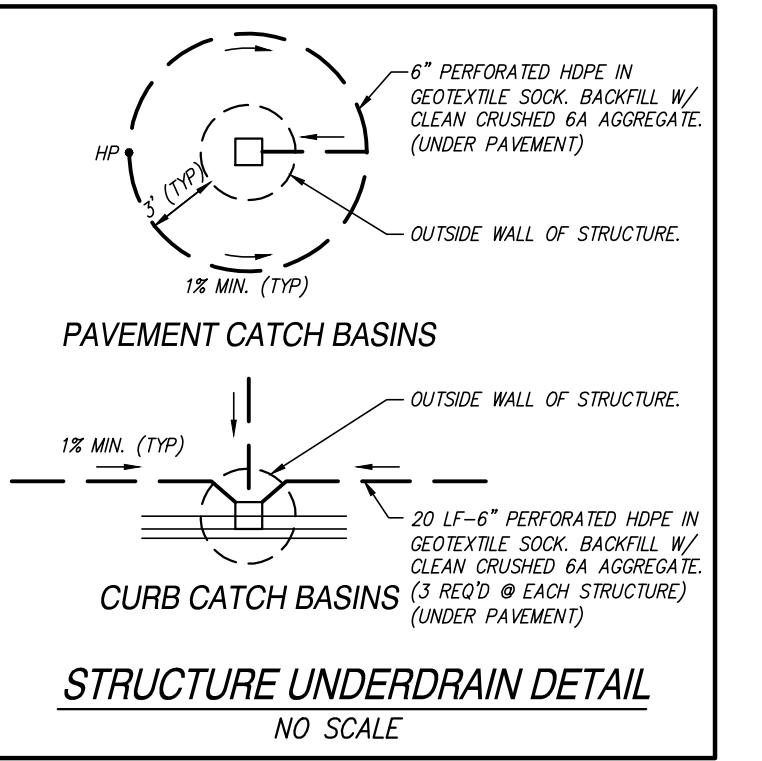 6" PERFORATED HDPE IN
GEOTEXTILE SOCK. BACKFILL W/
CLEAN CRUSHED 6A AGGREGATE.
(UNDER PAVEMENT)
HP
3' (TYP)
OUTSIDE WALL OF STRUCTURE.
1% MIN. (TYP)
PAVEMENT CATCH BASINS
OUTSIDE WALL OF STRUCTURE.
1% MIN. (TYP)
20 LF-6" PERFORATED HDPE IN
GEOTEXTILE SOCK. BACKFILL W/
CLEAN CRUSHED 6A AGGREGATE.
(3 REQ'D @ EACH STRUCTURE)
(UNDER PAVEMENT)
CURB CATCH BASINS
STRUCTURE UNDERDRAIN DETAIL
NO SCALE